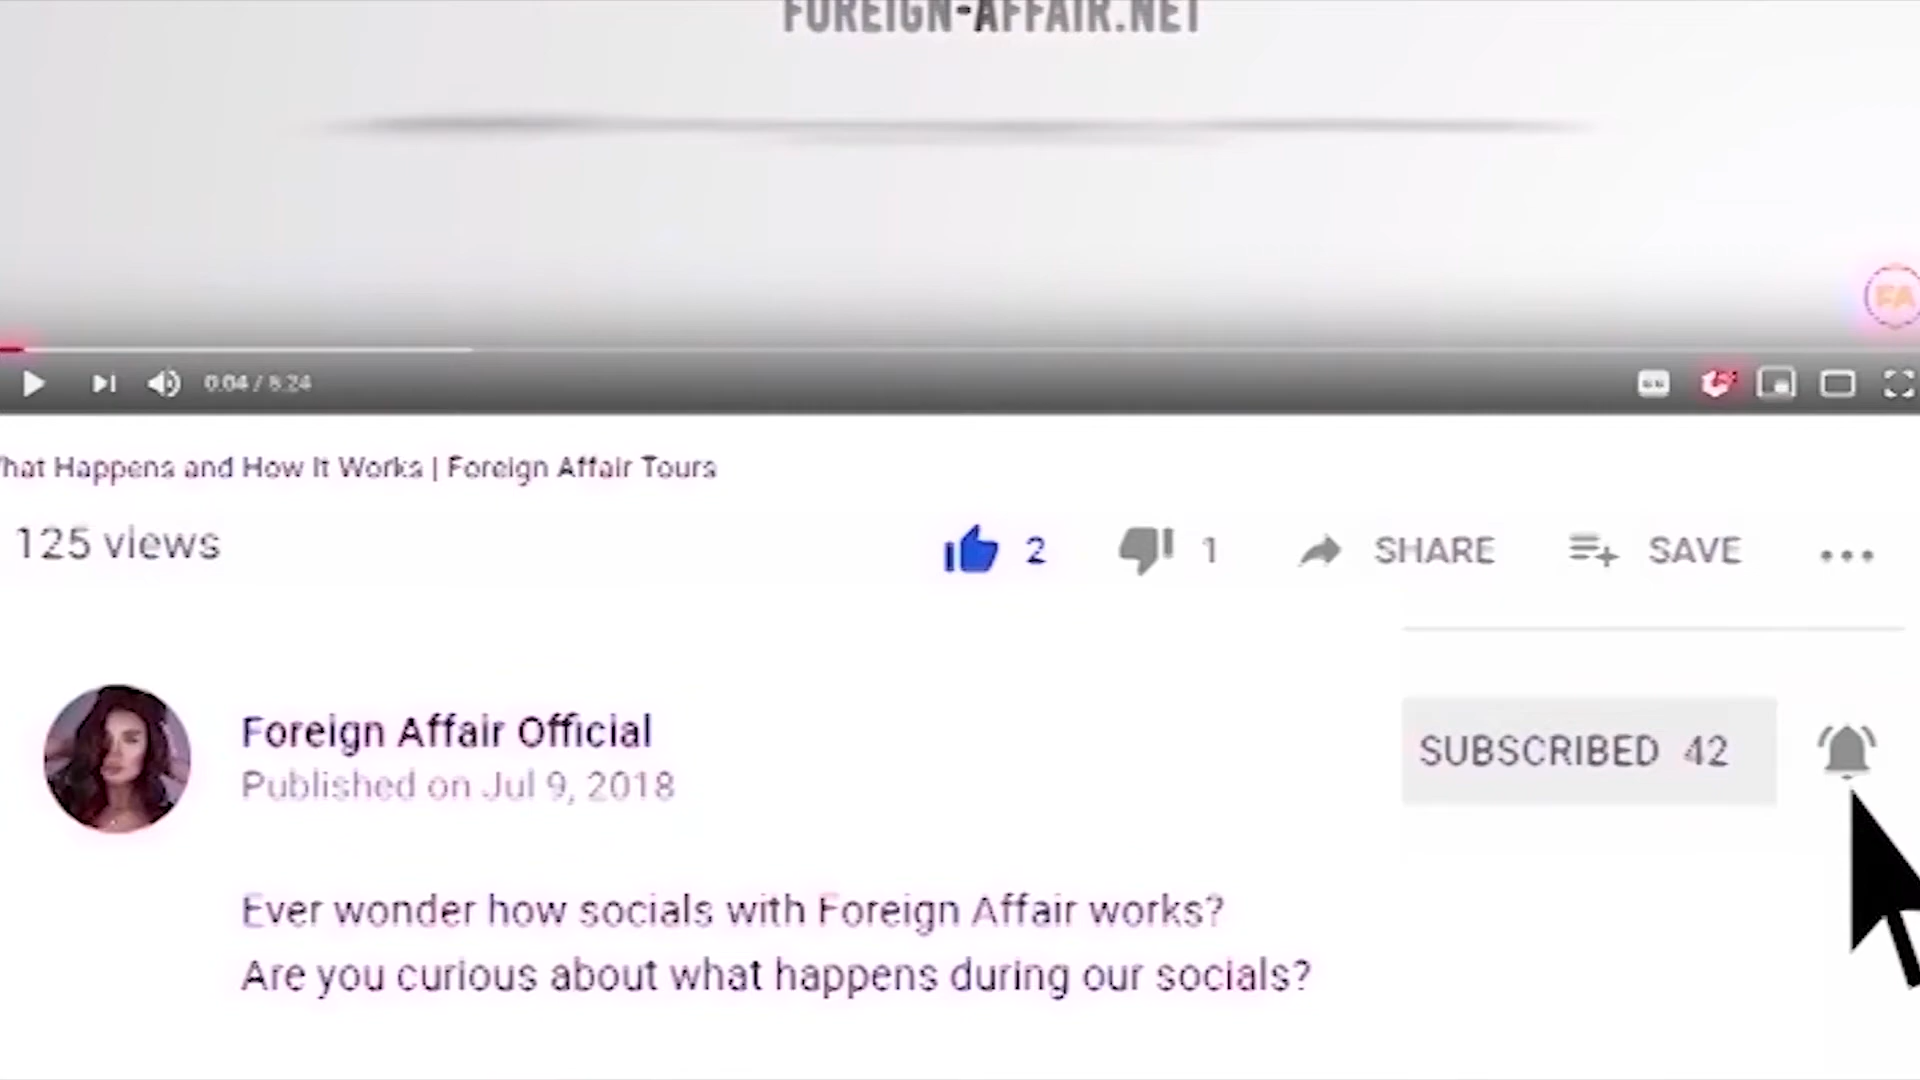 FOREIGN-AFFAIR.NET
FA
0:04 / 8:24
hat Happens and How It Works | Foreign Affair Tours
125 views
2
1
SHARE
SAVE
Foreign Affair Official
Published on Jul 9, 2018
SUBSCRIBED 42
Ever wonder how socials with Foreign Affair works?
Are you curious about what happens during our socials?